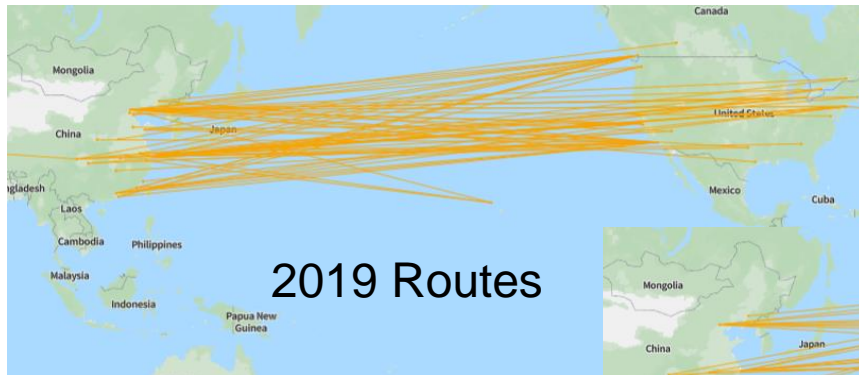 Canada
Mongolia
United States
China
Japan
Mexico
gladesh
Laos
Cuba
Cambodia
Philippines
Malaysia
Indonesia
2019 Routes
Papua New
Guinea
Mongolia
China
Japan